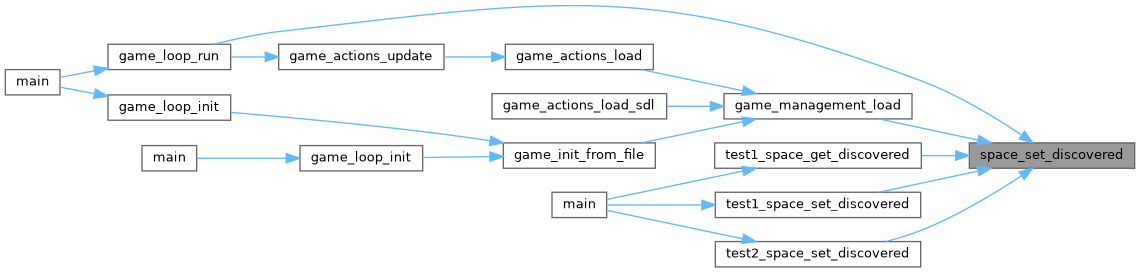 main
game_loop_run
game_actions_update
game_actions_load
game_loop_init
game_actions_load_sdl
game_management_load
main
game_loop_init
game_init_from_file
test1_space_get_discovered
space_set_discovered
main
test1_space_set_discovered
test2_space_set_discovered